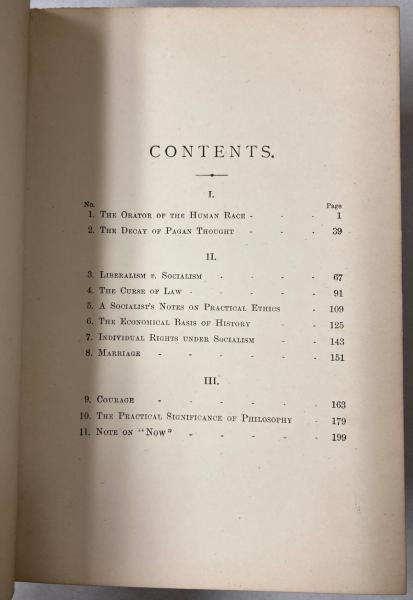 CONTENTS.
I.
No. Page
1. The Orator of the Human Race - - - 1
2. The Decay of Pagan Thought - - - 39
II.
3. Liberalism v. Socialism - - - - 67
4. The Curse of Law - - - - - 91
5. A Socialist's Notes on Practical Ethics - - 109
6. The Economical Basis of History - - 125
7. Individual Rights under Socialism - - 143
8. Marriage - - - - - - 151
III.
9. Courage - - - - - - 163
10. The Practical Significance of Philosophy - 179
11. Note on "Now" - - - - - 199